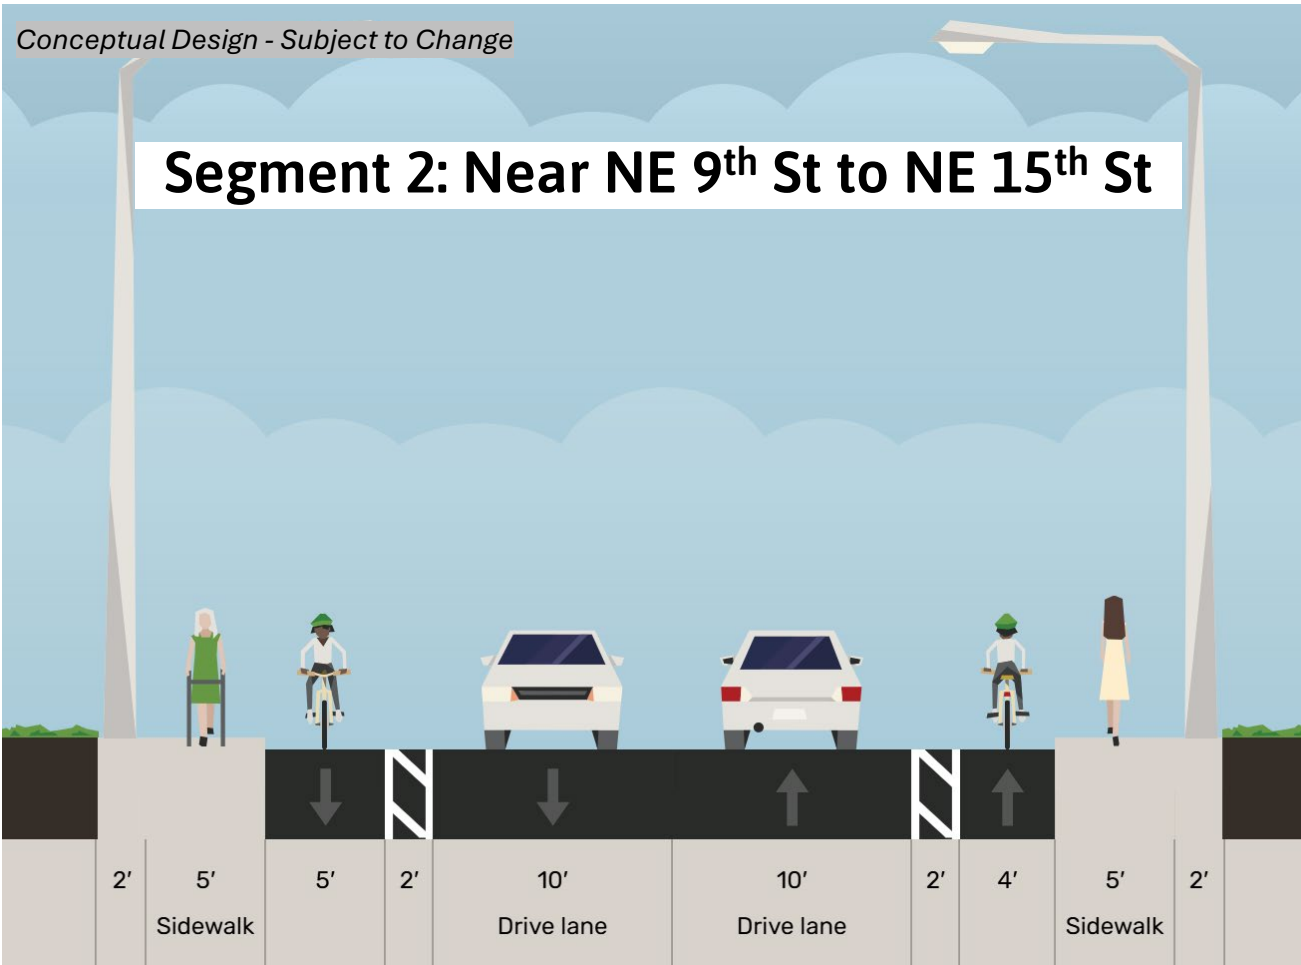 Conceptual Design - Subject to Change
Segment 2: Near NE 9th St to NE 15th St
2′ 5′ 5′ 2′ 10′ 10′ 2′ 4′ 5′ 2′
Sidewalk Drive lane Drive lane Sidewalk